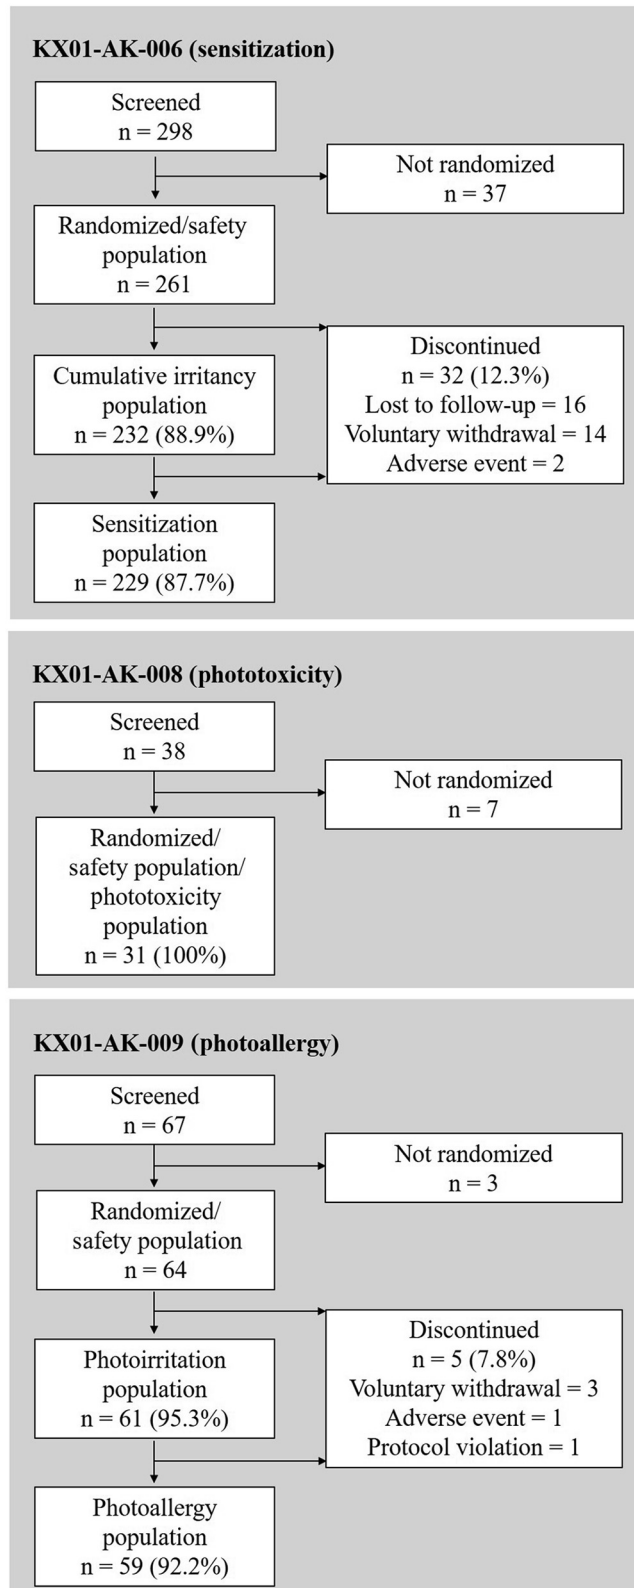 KX01-AK-006 (sensitization)
Screened
n = 298
Not randomized
n = 37
Randomized/safety
population
n = 261
Discontinued
n = 32 (12.3%)
Lost to follow-up = 16
Voluntary withdrawal = 14
Adverse event = 2
Cumulative irritancy
population
n = 232 (88.9%)
Sensitization
population
n = 229 (87.7%)
KX01-AK-008 (phototoxicity)
Screened
n = 38
Not randomized
n = 7
Randomized/
safety population/
phototoxicity
population
n = 31 (100%)
KX01-AK-009 (photoallergy)
Screened
n = 67
Not randomized
n = 3
Randomized/
safety population
n = 64
Discontinued
n = 5 (7.8%)
Voluntary withdrawal = 3
Adverse event = 1
Protocol violation = 1
Photoirritation
population
n = 61 (95.3%)
Photoallergy
population
n = 59 (92.2%)